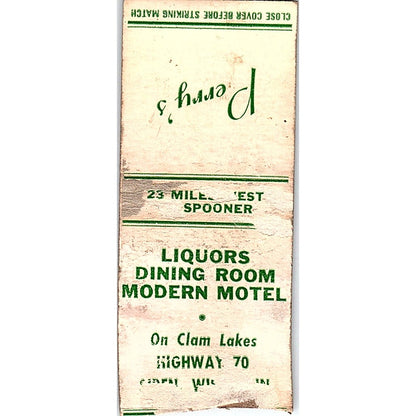 CLOSE COVER BEFORE STRIKING MATCH
Perry's
23 MILES WEST
SPOONER
LIQUORS
DINING ROOM
MODERN MOTEL
On Clam Lakes
HIGHWAY 70